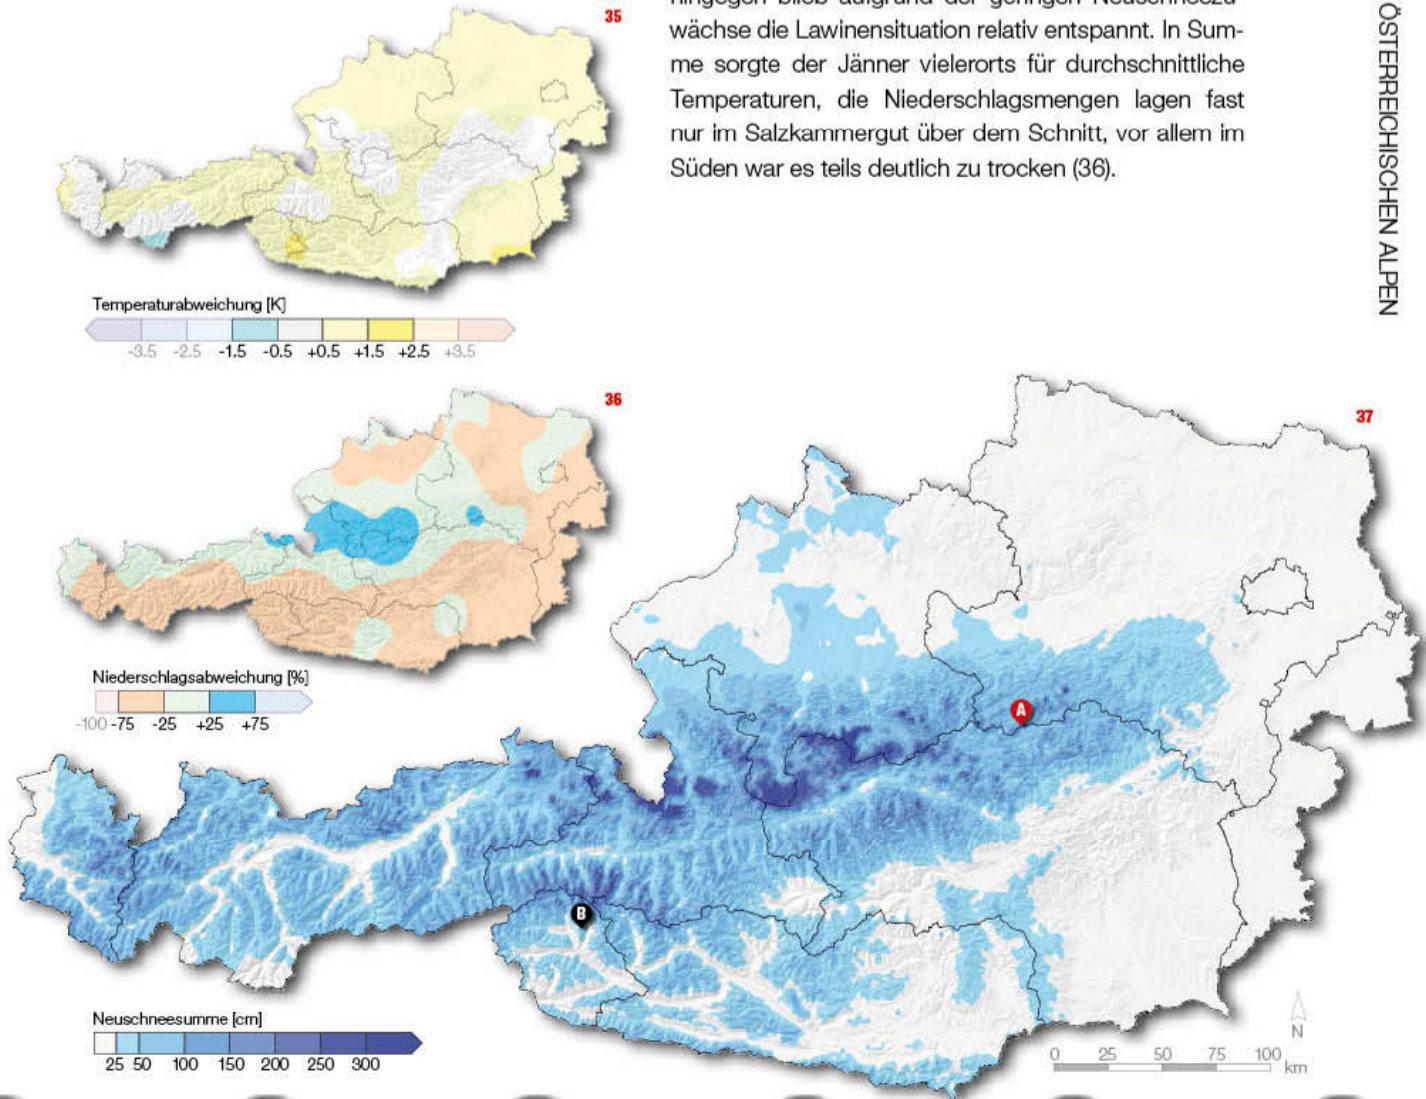 35
wächse die Lawinensituation relativ entspannt. In Sum-
me sorgte der Jänner vielerorts für durchschnittliche
Temperaturen, die Niederschlagsmengen lagen fast
nur im Salzkammergut über dem Schnitt, vor allem im
Süden war es teils deutlich zu trocken (36).
ÖSTERREICHISCHEN ALPEN
Temperaturabweichung [K]
-3.5 -2.5 -1.5 -0.5 +0.5 +1.5 +2.5 +3.5
36
Niederschlagsabweichung [%]
-100 -75 -25 +25 +75
37
A
B
Neuschneesumme [cm]
25 50 100 150 200 250 300
N
0 25 50 75 100 km